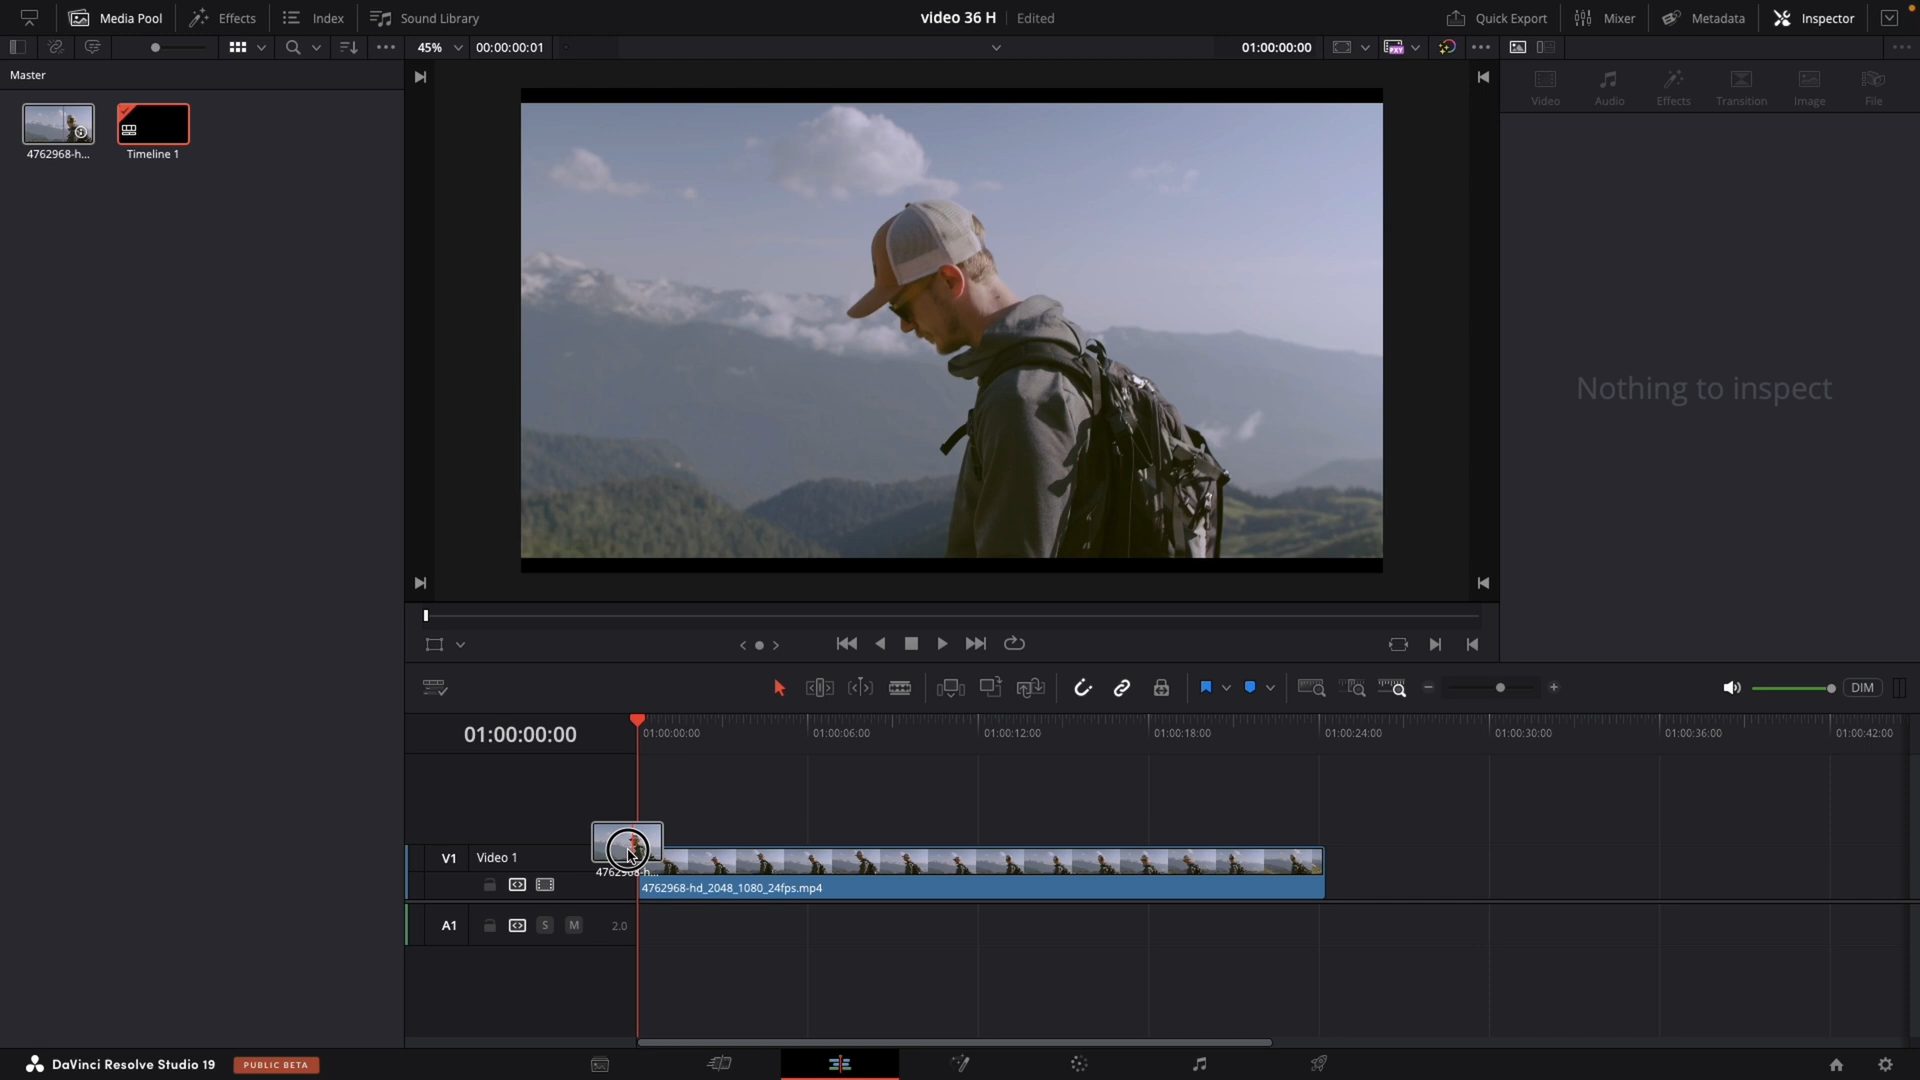 Media Pool
Effects
Index
Sound Library
video 36 H
Edited
Quick Export
Mixer
Metadata
Inspector
45%
00:00:00:01
01:00:00:00
Master
4762968-h...
Timeline 1
Video
Audio
Effects
Transition
Image
File
Nothing to inspect
DIM
01:00:00:00
01:00:00:00
01:00:06:00
01:00:12:00
01:00:18:00
01:00:24:00
01:00:30:00
01:00:36:00
01:00:42:00
V1
Video 1
4762968-h...
4762968-hd_2048_1080_24fps.mp4
A1
S
M
2.0
DaVinci Resolve Studio 19
PUBLIC BETA